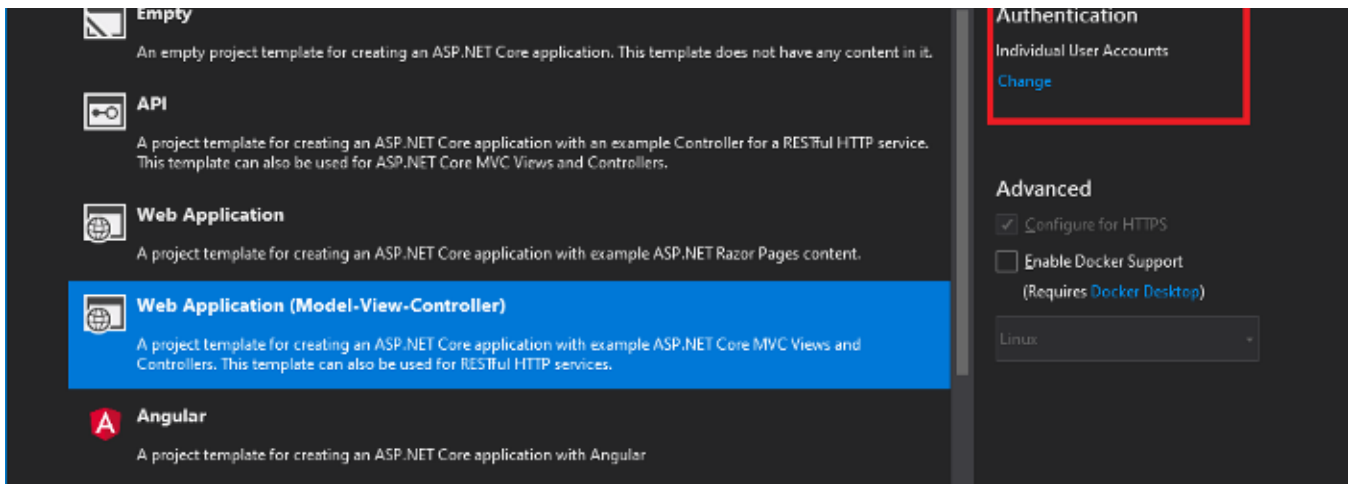 Empty
An empty project template for creating an ASP.NET Core application. This template does not have any content in it.
API
A project template for creating an ASP.NET Core application with an example Controller for a RESTful HTTP service.
This template can also be used for ASP.NET Core MVC Views and Controllers.
Web Application
A project template for creating an ASP.NET Core application with example ASP.NET Razor Pages content.
Web Application (Model-View-Controller)
A project template for creating an ASP.NET Core application with example ASP.NET Core MVC Views and
Controllers. This template can also be used for RESTful HTTP services.
Angular
A project template for creating an ASP.NET Core application with Angular
Authentication
Individual User Accounts
Change
Advanced
Configure for HTTPS
Enable Docker Support
(Requires Docker Desktop)
Linux